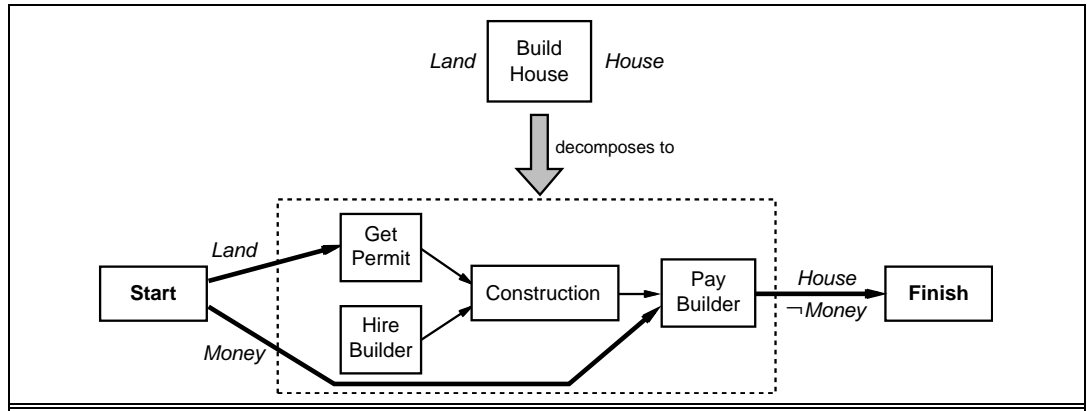 Land
Build
House
House
decomposes to
Land
Get
Permit
Start
Construction
Pay
Builder
House
¬Money
Finish
Hire
Builder
Money